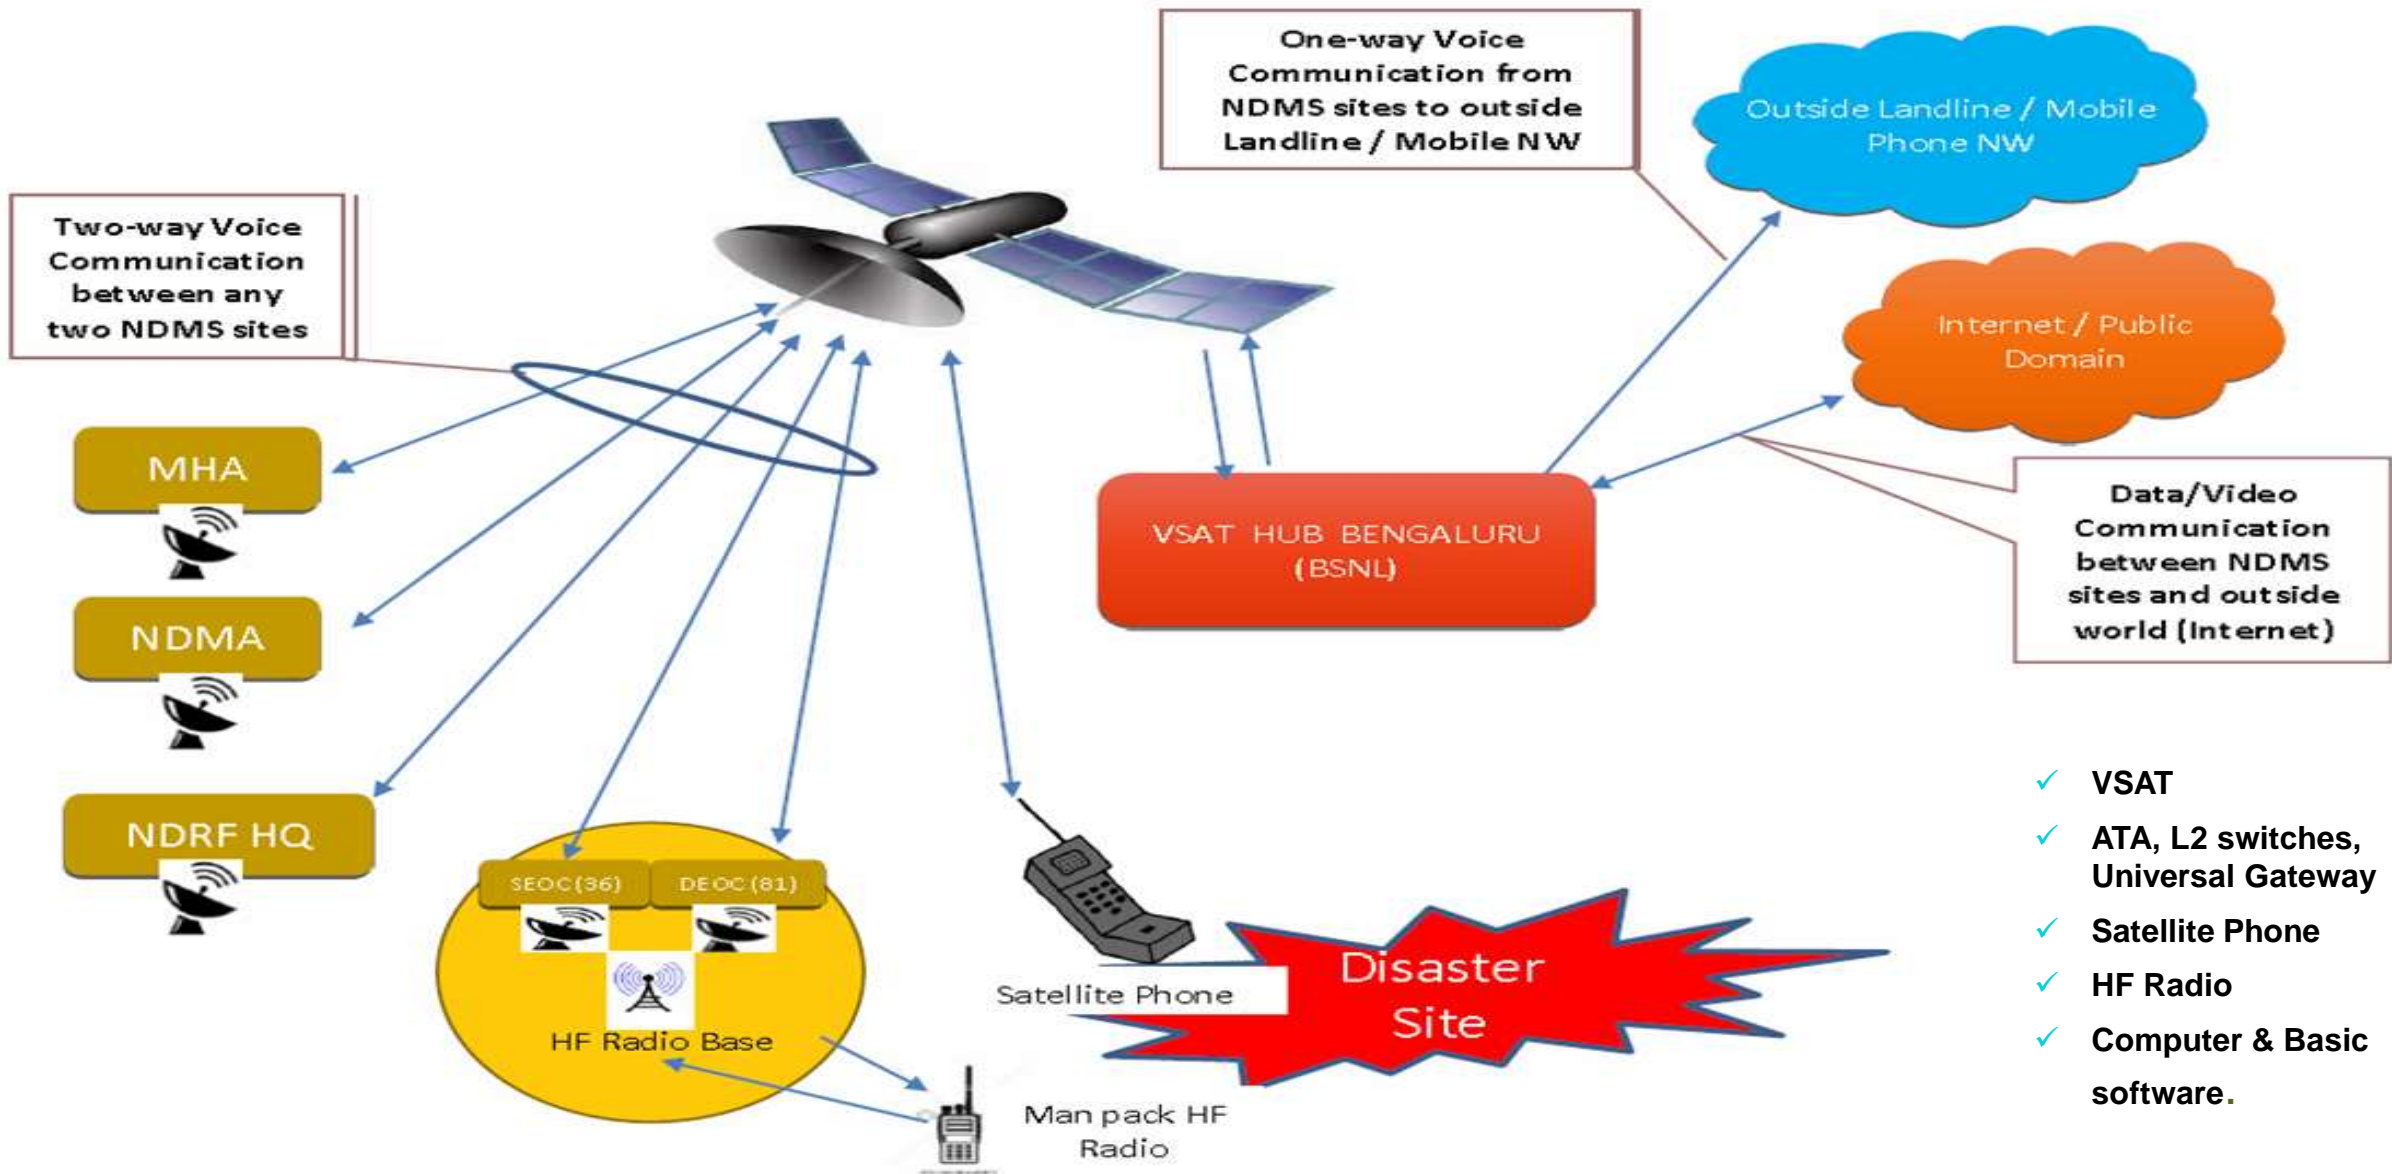 One-way Voice
Communication from
NDMS sites to outside
Landline / Mobile NW
Outside Landline / Mobile
Phone NW
Two-way Voice
Communication
between any
two NDMS sites
Internet / Public
Domain
MHA
VSAT HUB BENGALURU
(BSNL)
Data/Video
Communication
between NDMS
sites and outside
world (Internet)
NDMA
NDRF HQ
SEOC(36)
DEOC(81)
HF Radio Base
Satellite Phone
Disaster
Site
Man pack HF
Radio
✓ VSAT
✓ ATA, L2 switches,
Universal Gateway
✓ Satellite Phone
✓ HF Radio
✓ Computer & Basic
software.